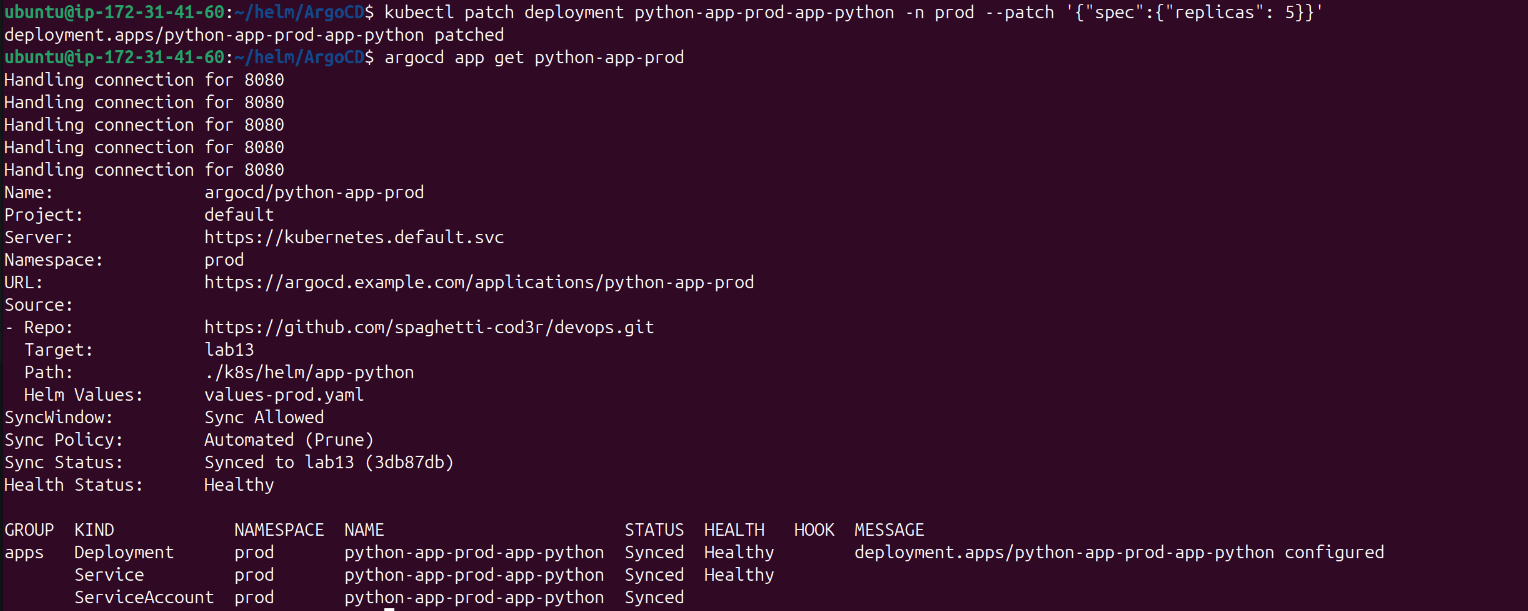 ubuntu@ip-172-31-41-60:~/helm/ArgoCD$ kubectl patch deployment python-app-prod-app-python -n prod --patch '{"spec":{"replicas": 5}}'
deployment.apps/python-app-prod-app-python patched
ubuntu@ip-172-31-41-60:~/helm/ArgoCD$ argocd app get python-app-prod
Handling connection for 8080
Handling connection for 8080
Handling connection for 8080
Handling connection for 8080
Handling connection for 8080
Name:               argocd/python-app-prod
Project:            default
Server:             https://kubernetes.default.svc
Namespace:          prod
URL:                https://argocd.example.com/applications/python-app-prod
Source:
- Repo:             https://github.com/spaghetti-cod3r/devops.git
  Target:           lab13
  Path:             ./k8s/helm/app-python
  Helm Values:      values-prod.yaml
SyncWindow:         Sync Allowed
Sync Policy:        Automated (Prune)
Sync Status:        Synced to lab13 (3db87db)
Health Status:      Healthy

GROUP  KIND            NAMESPACE  NAME                        STATUS  HEALTH   HOOK  MESSAGE
apps   Deployment      prod       python-app-prod-app-python  Synced  Healthy        deployment.apps/python-app-prod-app-python configured
       Service         prod       python-app-prod-app-python  Synced  Healthy
       ServiceAccount  prod       python-app-prod-app-python  Synced